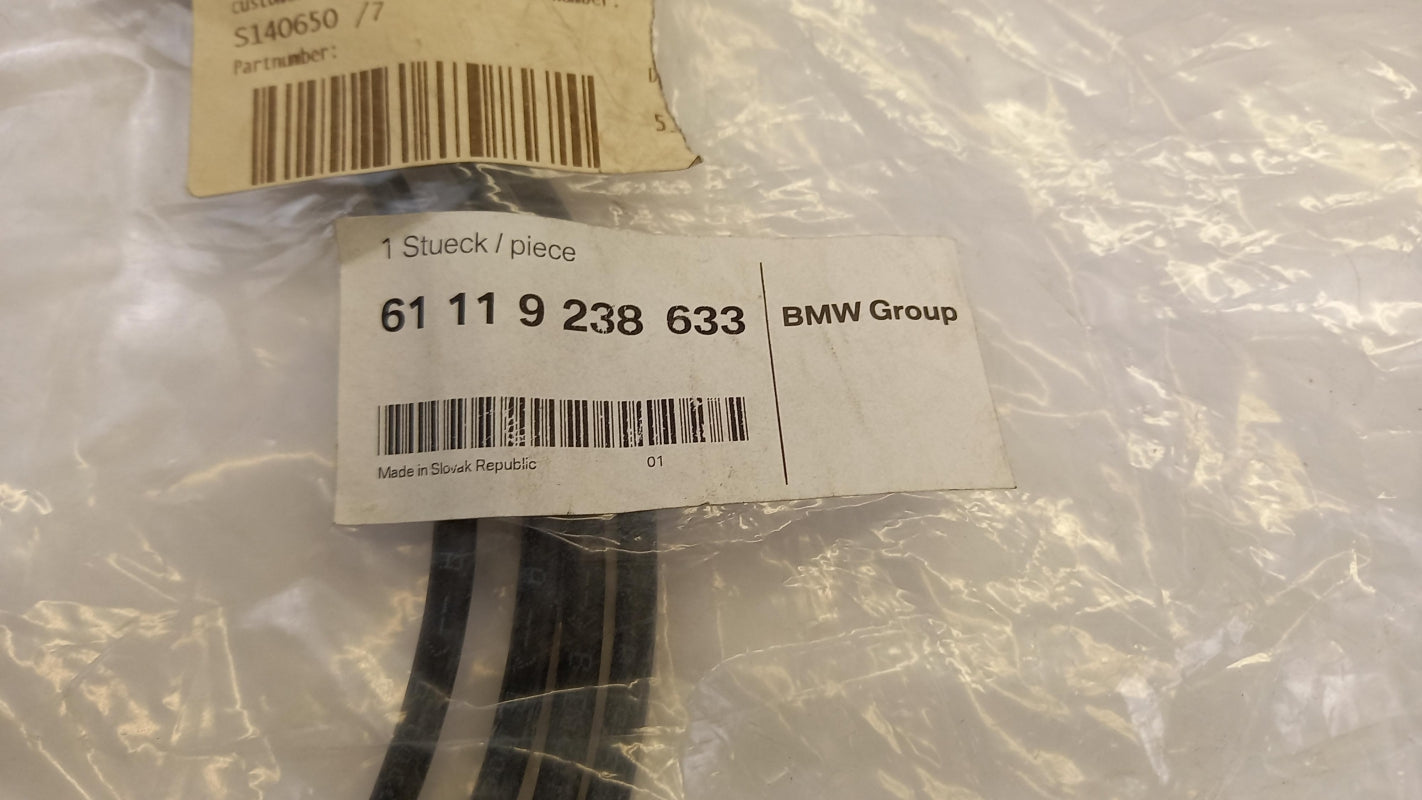 S140650 /7
Partnumber:
1 Stueck / piece
61 11 9 238 633
BMW Group
Made in Slovak Republic
01